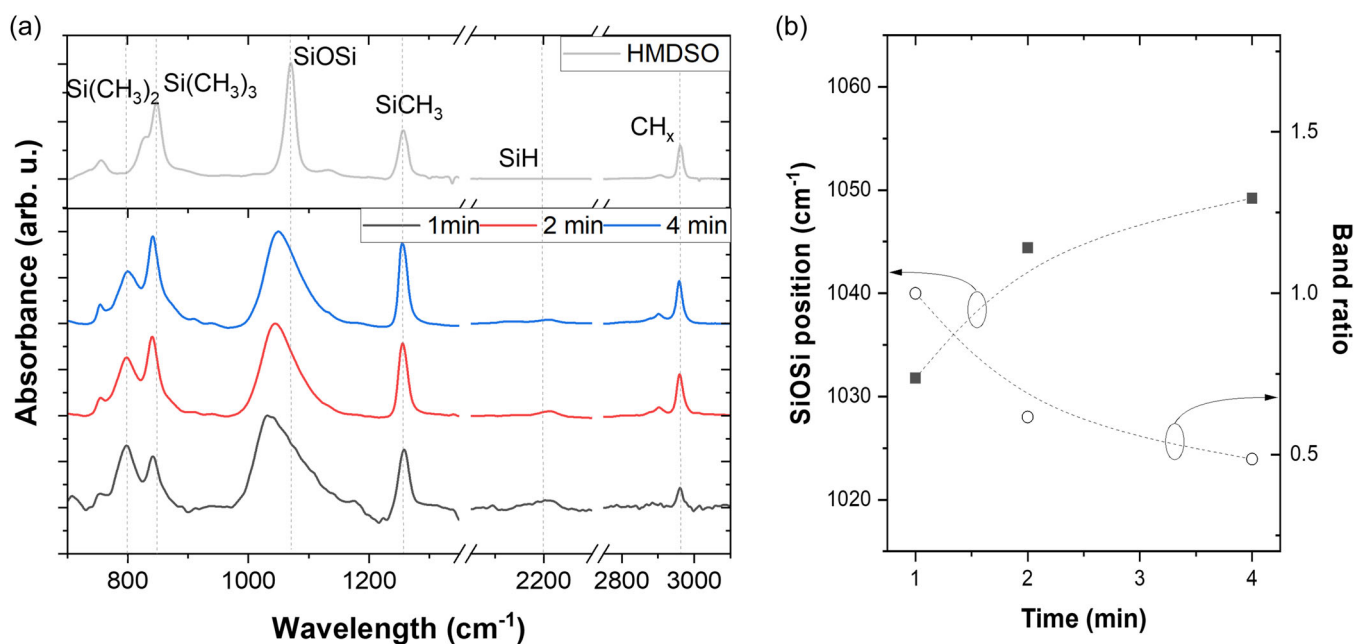 (a)
HMDSO
SiOSi
Si(CH₃)₂
Si(CH₃)₃
SiCH₃
SiH
CHₓ
1min
2 min
4 min
Absorbance (arb. u.)
800
1000
1200
2200
2800
3000
Wavelength (cm⁻¹)
(b)
1060
1050
1040
1030
1020
SiOSi position (cm⁻¹)
1.5
1.0
0.5
Band ratio
1
2
3
4
Time (min)